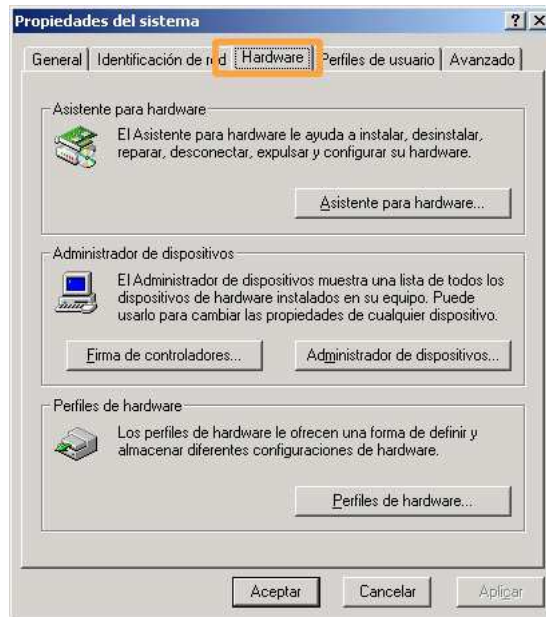 Propiedades del sistema
General Identificación de red Hardware Perfiles de usuario Avanzado
Asistente para hardware
El Asistente para hardware le ayuda a instalar, desinstalar,
reparar, desconectar, expulsar y configurar su hardware.
Asistente para hardware...
Administrador de dispositivos
El Administrador de dispositivos muestra una lista de todos los
dispositivos de hardware instalados en su equipo. Puede
usarlo para cambiar las propiedades de cualquier dispositivo.
Firma de controladores... Administrador de dispositivos...
Perfiles de hardware
Los perfiles de hardware le ofrecen una forma de definir y
almacenar diferentes configuraciones de hardware.
Perfiles de hardware...
Aceptar Cancelar Aplicar